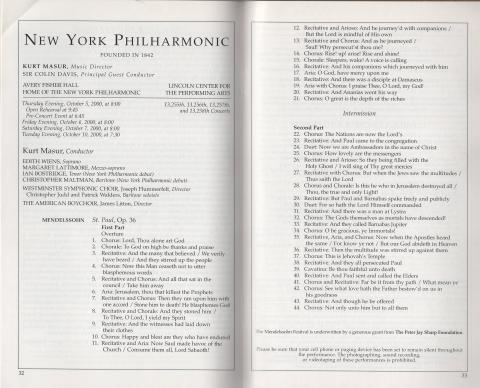 NEW YORK PHILHARMONIC
FOUNDED IN 1842
KURT MASUR, Music Director
SIR COLIN DAVIS, Principal Guest Conductor
AVERY FISHER HALL
HOME OF THE NEW YORK PHILHARMONIC
LINCOLN CENTER FOR
THE PERFORMING ARTS
Thursday Evening, October 5, 2000, at 8:00
Open Rehearsal at 9:45
Pre-Concert Event at 6:45
Friday Evening, October 6, 2000, at 8:00
Saturday Evening, October 7, 2000, at 8:00
Tuesday Evening, October 10, 2000, at 7:30
13,255th, 13,256th, 13,257th,
and 13,258th Concerts
Kurt Masur, Conductor
EDITH WIENS, Soprano
MARGARET LATTIMORE, Mezzo-soprano
IAN BOSTRIDGE, Tenor (New York Philharmonic debut)
CHRISTOPHER MALTMAN, Baritone (New York Philharmonic debut)
WESTMINSTER SYMPHONIC CHOIR, Joseph Flummerfelt, Director
Christopher Judd and Patrick Waldera, Baritone soloists
THE AMERICAN BOYCHOIR, James Litton, Director
MENDELSSOHN St. Paul, Op. 36
First Part
Overture
1. Chorus: Lord, Thou alone art God
2. Chorale: To God on high be thanks and praise
3. Recitative: And the many that believed / We verily
have heard / And they stirred up the people
4. Chorus: Now this Man ceaseth not to utter
blasphemous words
5. Recitative and Chorus: And all that sat in the
council / Take him away
6. Aria: Jerusalem, thou that killest the Prophets
7. Recitative and Chorus: Then they ran upon him with
one accord / Stone him to death! He blasphemes God
8. Recitative and Chorale: And they stoned him /
To Thee, O Lord, I yield my Spirit
9. Recitative: And the witnesses had laid down
their clothes
10. Chorus: Happy and blest are they who have endured
11. Recitative and Aria: Now Saul made havoc of the
Church / Consume them all, Lord Sabaoth!
32
12. Recitative and Arioso: And he journey'd with companions /
But the Lord is mindful of His own
13. Recitative and Chorus: And as he journeyed /
Saul! Why persecut'st thou me?
14. Chorus: Rise! up! arise! Rise and shine!
15. Chorale: Sleepers, wake! A voice is calling
16. Recitative: And his companions which journeyed with him
17. Aria: O God, have mercy upon me
18. Recitative: And there was a disciple at Damascus
19. Aria with Chorus: I praise Thee, O Lord, my God!
20. Recitative: And Ananias went his way
21. Chorus: O great is the depth of the riches
Intermission
Second Part
22. Chorus: The Nations are now the Lord's
23. Recitative: And Paul came to the congregation
24. Duet: Now we are Ambassadors in the name of Christ
25. Chorus: How lovely are the messengers
26. Recitative and Arioso: So they being filled with the
Holy Ghost / I will sing of Thy great mercies
27. Recitative with Chorus: But when the Jews saw the multitudes /
Thus saith the Lord
28. Chorus and Chorale: Is this he who in Jerusalem destroyed all /
Thou, the true and only Light!
29. Recitative: But Paul and Barnabas spake freely and publicly
30. Duet: For so hath the Lord Himself commanded
31. Recitative: And there was a man at Lystra
32. Chorus: The Gods themselves as mortals have descended!
33. Recitative: And they called Barnabas Jupiter
34. Chorus: O be gracious, ye Immortals!
35. Recitative, Aria, and Chorus: Now when the Apostles heard
the same / For know ye not / But our God abideth in Heaven
36. Recitative: Then the multitude was stirred up against them
37. Chorus: This is Jehovah's Temple
38. Recitative: And they all persecuted Paul
39. Cavatina: Be thou faithful unto death
40. Recitative: And Paul sent and called the Elders
41. Chorus and Recitative: Far be it from thy path / What mean ye
42. Chorus: See what love hath the Father bestow'd on us in
his goodness
43. Recitative: And though he be offered
44. Chorus: Not only unto him but to all them
The Mendelssohn Festival is underwritten by a generous grant from The Peter Jay Sharp Foundation.
Please be sure that your cell phone or paging device has been set to remain silent throughout
the performance. The photographing, sound recording,
or videotaping of these performances is prohibited.
33